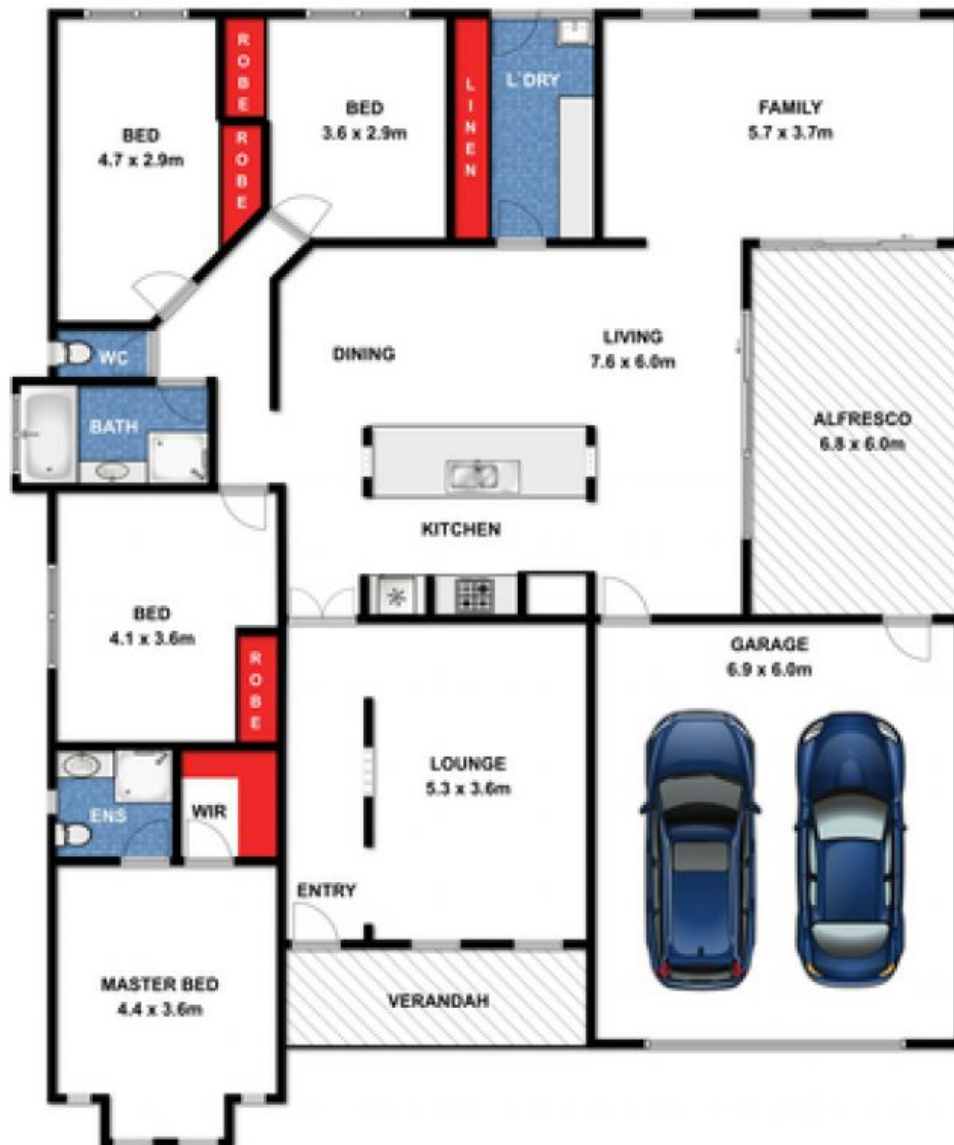 ROBE
ROBE
LINEN
L'DRY
BED
4.7 x 2.9m
BED
3.6 x 2.9m
FAMILY
5.7 x 3.7m
WC
BATH
DINING
LIVING
7.6 x 6.0m
ALFRESCO
6.8 x 6.0m
KITCHEN
BED
4.1 x 3.6m
ROBE
GARAGE
6.9 x 6.0m
LOUNGE
5.3 x 3.6m
ENS
WIR
ENTRY
MASTER BED
4.4 x 3.6m
VERANDAH